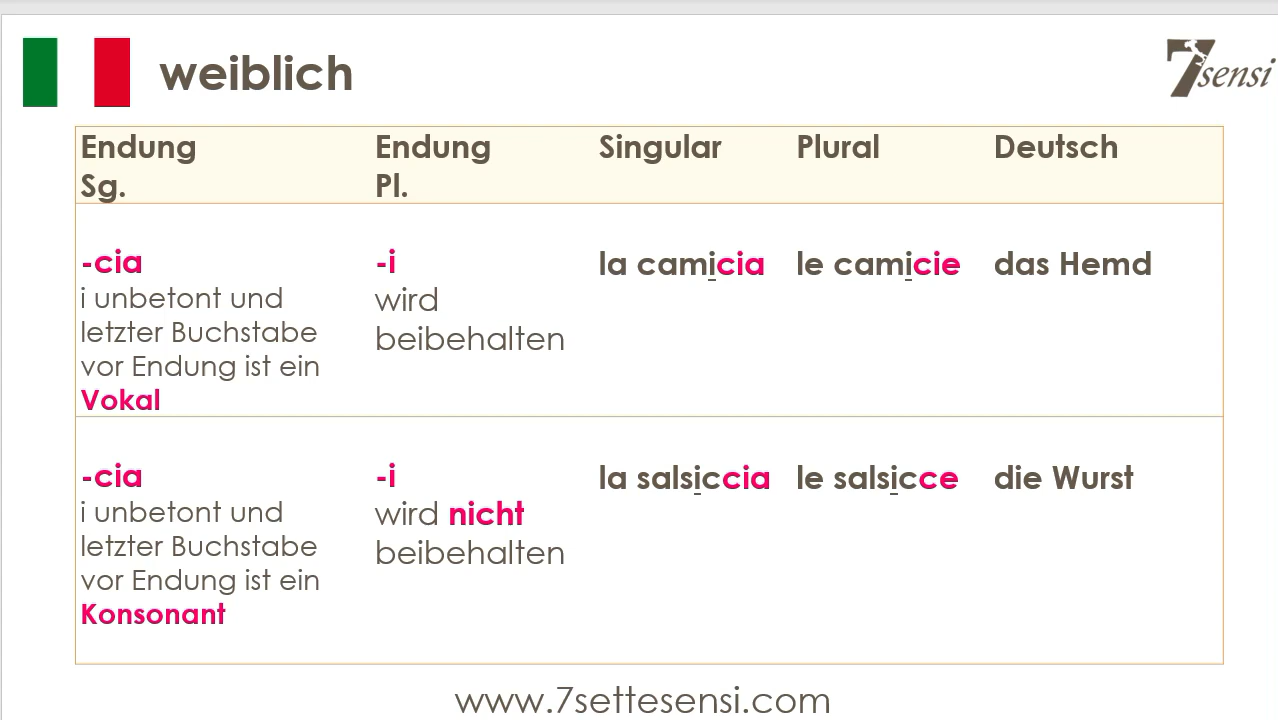 weiblich
7sensi
Endung Sg.
Endung Pl.
Singular
Plural
Deutsch
-cia
i unbetont und
letzter Buchstabe
vor Endung ist ein
Vokal
-i
wird
beibehalten
la camicia
le camicie
das Hemd
-cia
i unbetont und
letzter Buchstabe
vor Endung ist ein
Konsonant
-i
wird nicht
beibehalten
la salsiccia
le salsicce
die Wurst
www.7settesensi.com